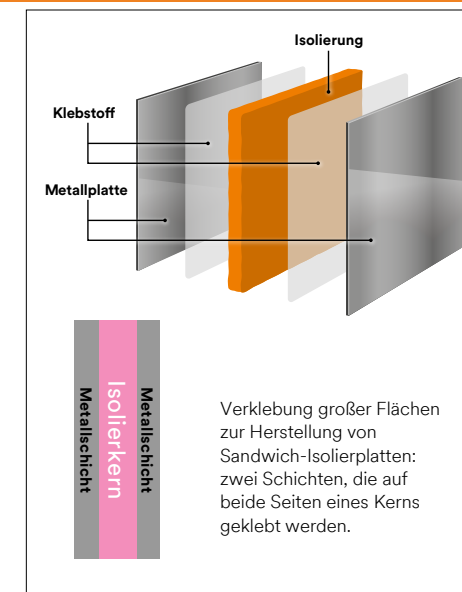 Isolierung
Klebstoff
Metallplatte
Metallschicht
Isolierkern
Metallschicht
Verklebung großer Flächen
zur Herstellung von
Sandwich-Isolierplatten:
zwei Schichten, die auf
beide Seiten eines Kerns
geklebt werden.